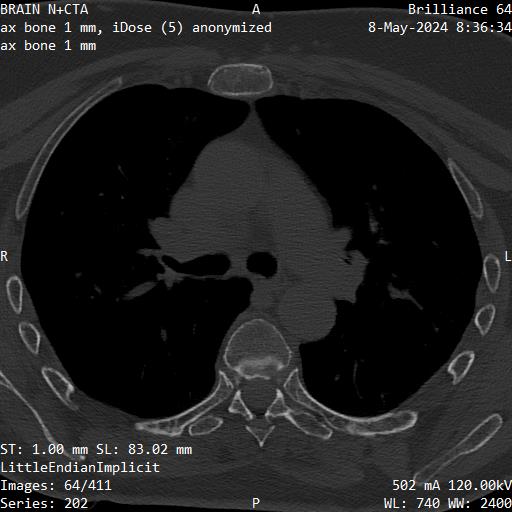 BRAIN N+CTA
ax bone 1 mm, iDose (5) anonymized
ax bone 1 mm
A
Brilliance 64
8-May-2024 8:36:34
R
L
ST: 1.00 mm SL: 83.02 mm
LittleEndianImplicit
Images: 64/411
Series: 202
P
502 mA 120.00kV
WL: 740 WW: 2400